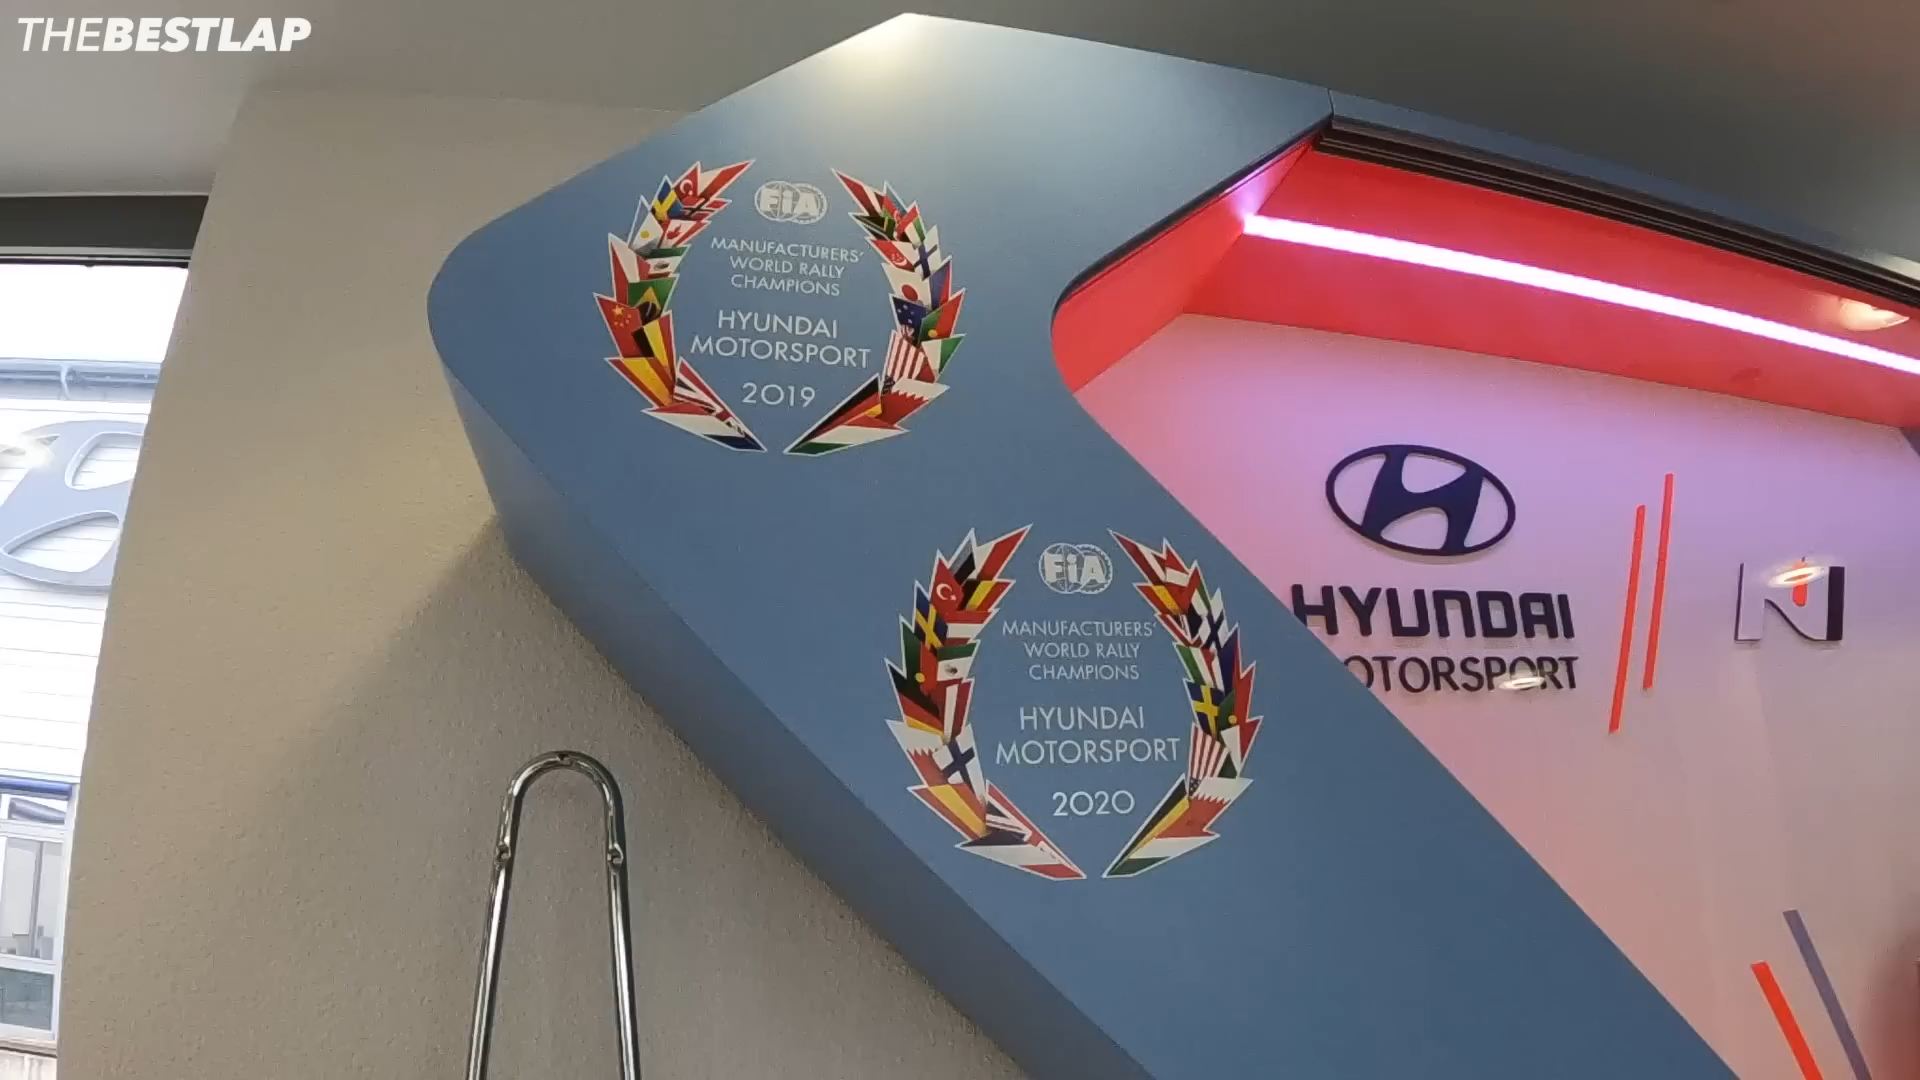 THEBESTLAP
FIA
MANUFACTURERS'
WORLD RALLY
CHAMPIONS
HYUNDAI
MOTORSPORT
2019
FIA
MANUFACTURERS'
WORLD RALLY
CHAMPIONS
HYUNDAI
MOTORSPORT
2020
HYUNDAI
OTORSPORT
N